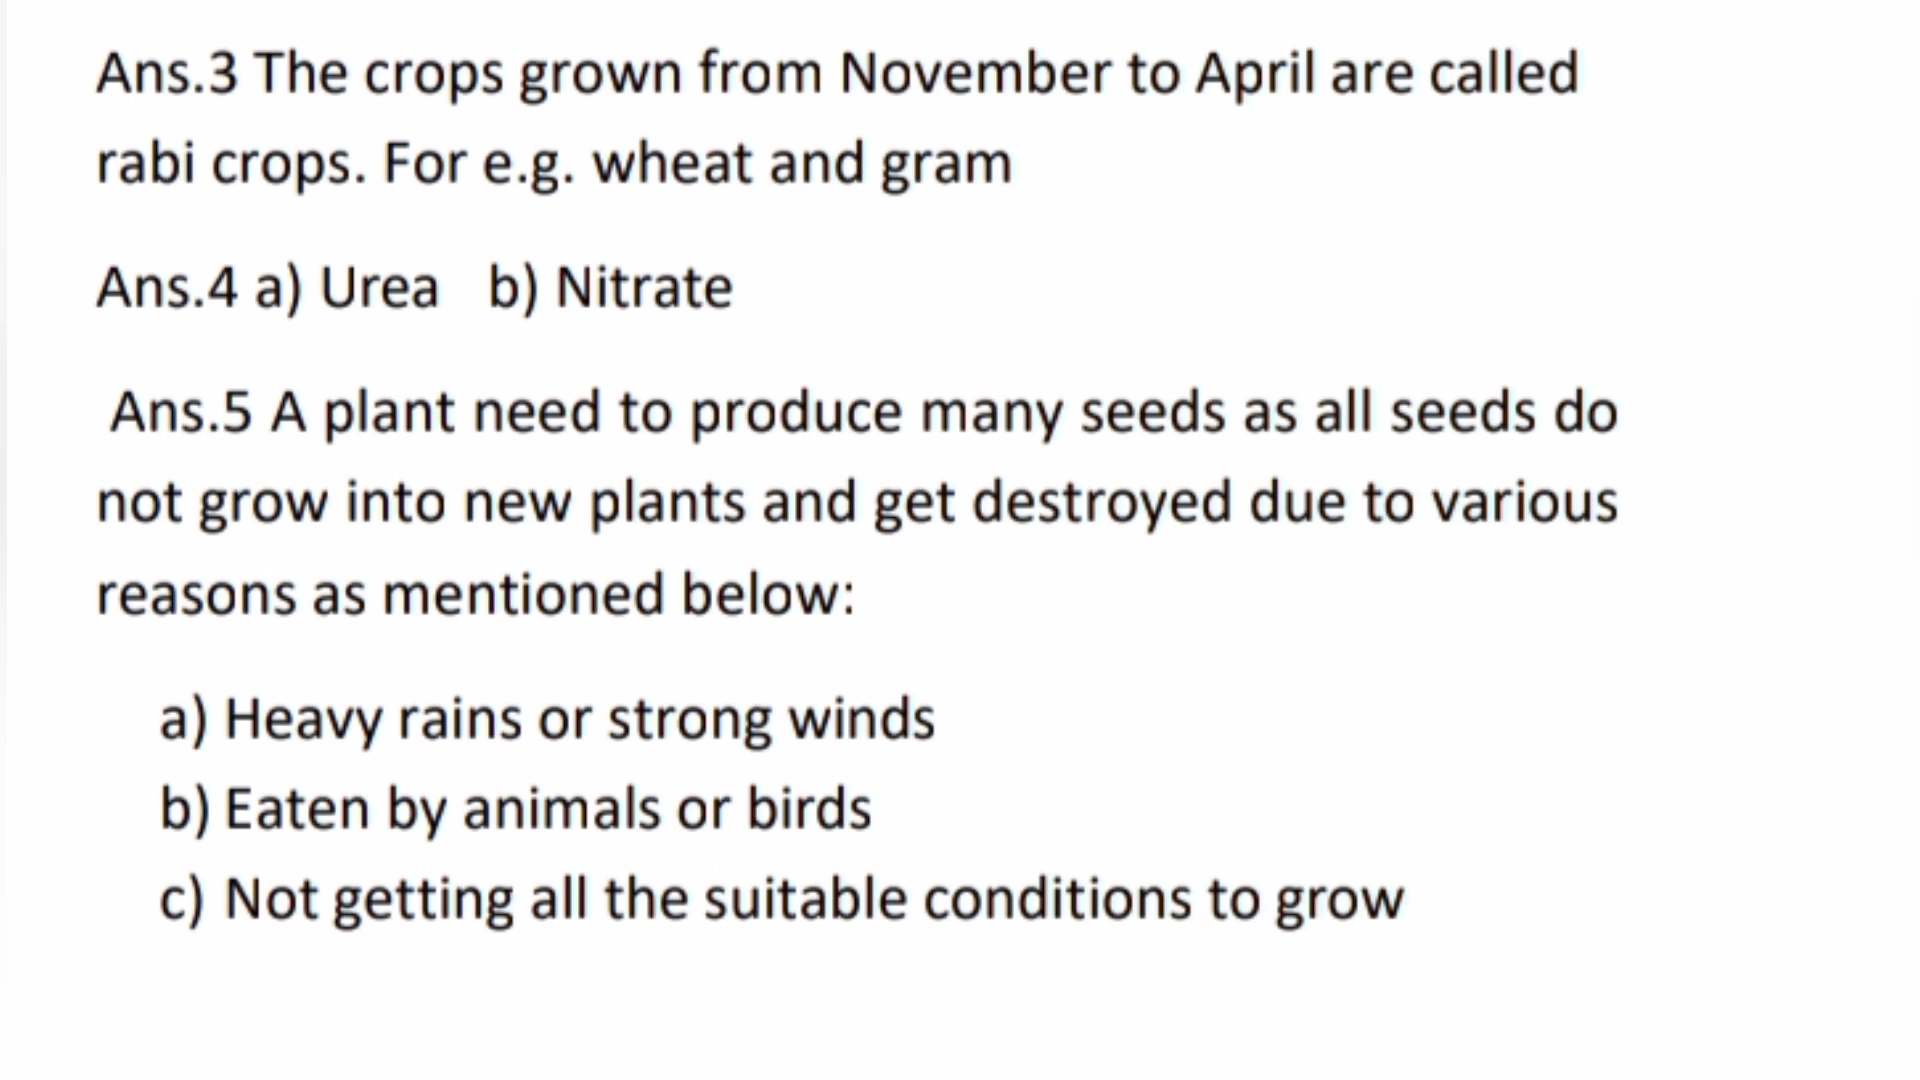 Ans.3 The crops grown from November to April are called
rabi crops. For e.g. wheat and gram
Ans.4 a) Urea b) Nitrate
Ans.5 A plant need to produce many seeds as all seeds do
not grow into new plants and get destroyed due to various
reasons as mentioned below:
a) Heavy rains or strong winds
b) Eaten by animals or birds
c) Not getting all the suitable conditions to grow